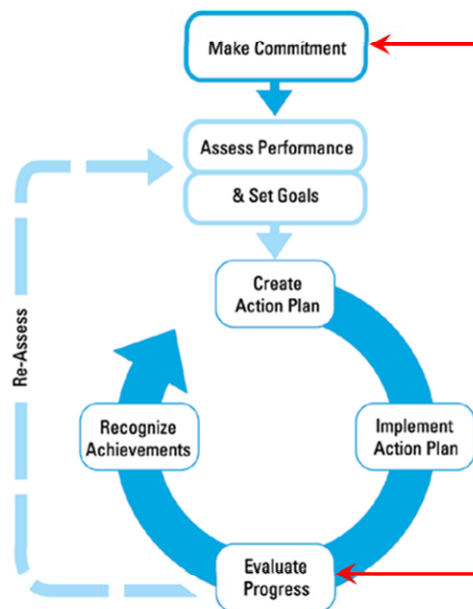 Make Commitment
Assess Performance
& Set Goals
Create
Action Plan
Implement
Action Plan
Evaluate
Progress
Recognize
Achievements
Re-Assess